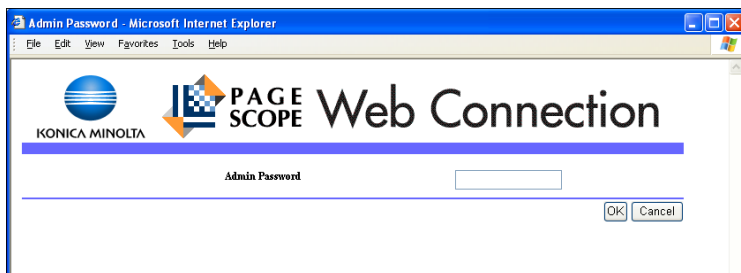 Admin Password - Microsoft Internet Explorer
File Edit View Favorites Tools Help
KONICA MINOLTA
PAGE SCOPE Web Connection
Admin Password
OK Cancel